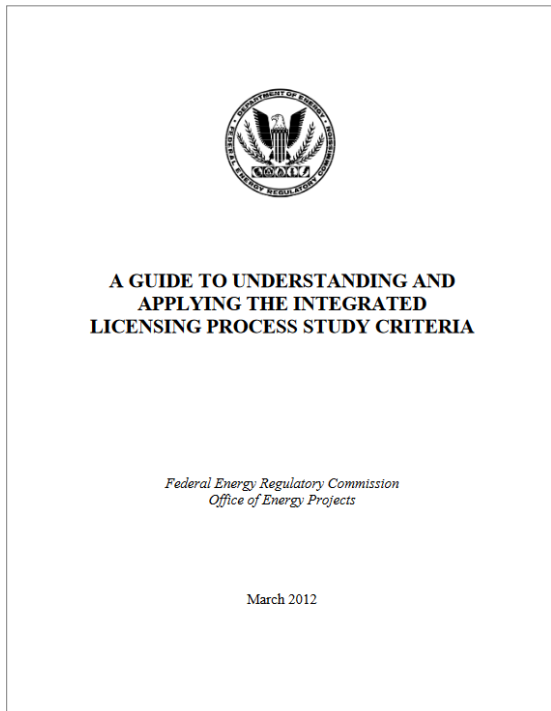 DEPARTMENT OF ENERGY
FEDERAL ENERGY REGULATORY COMMISSION
A GUIDE TO UNDERSTANDING AND
APPLYING THE INTEGRATED
LICENSING PROCESS STUDY CRITERIA
Federal Energy Regulatory Commission
Office of Energy Projects
March 2012